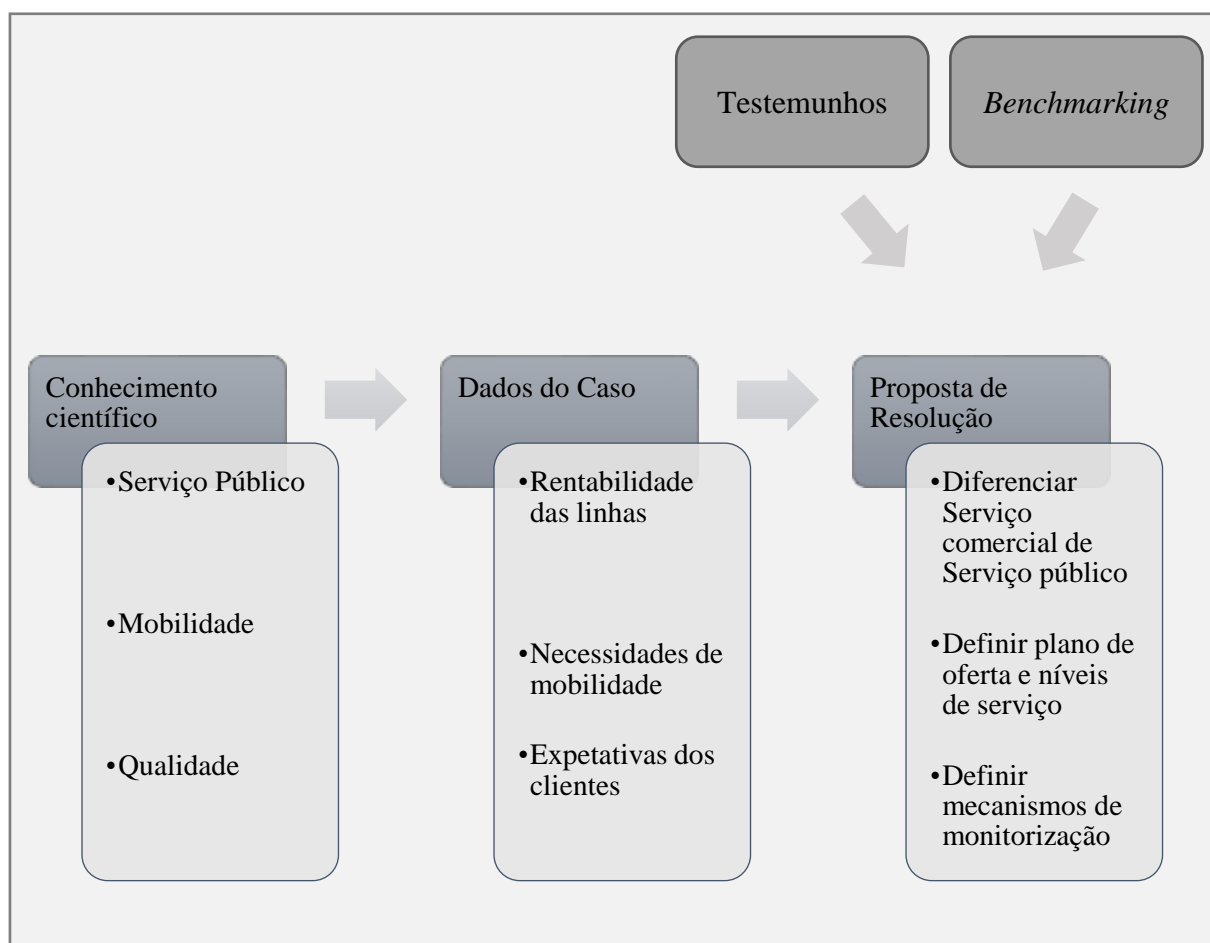 Testemunhos
Benchmarking
Conhecimento
científico
•Serviço Público
•Mobilidade
•Qualidade
Dados do Caso
•Rentabilidade
das linhas
•Necessidades de
mobilidade
•Expetativas dos
clientes
Proposta de
Resolução
•Diferenciar
Serviço
comercial de
Serviço público
•Definir plano de
oferta e níveis
de serviço
•Definir
mecanismos de
monitorização